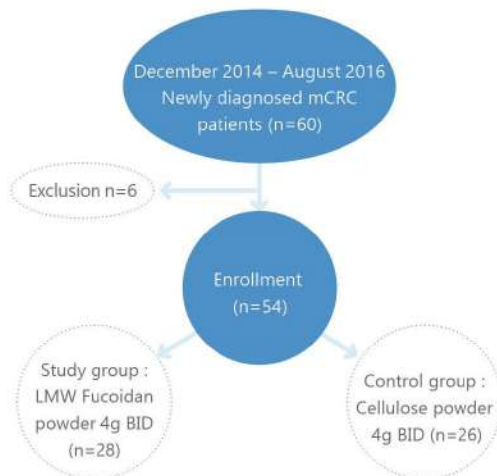 December 2014 – August 2016
Newly diagnosed mCRC
patients (n=60)
Exclusion n=6
Enrollment
(n=54)
Study group :
LMW Fucoidan
powder 4g BID
(n=28)
Control group :
Cellulose powder
4g BID (n=26)